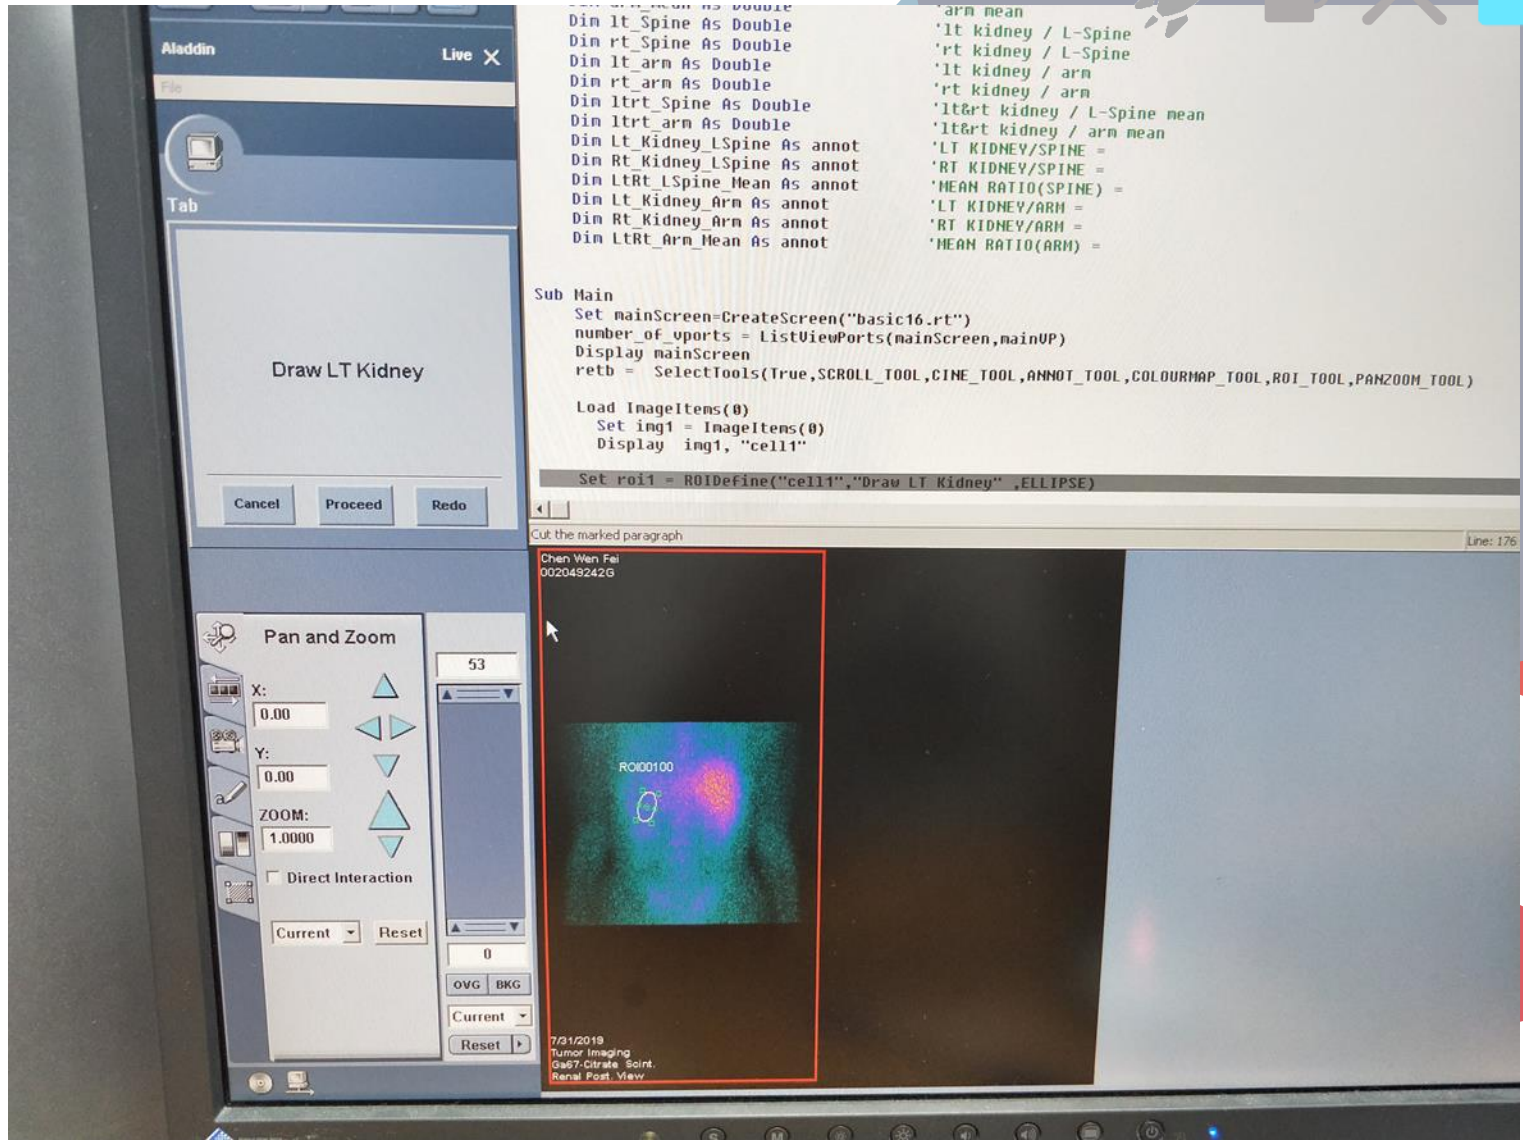 Aladdin
Live X
File
Tab
Draw LT Kidney
Cancel Proceed Redo
Pan and Zoom
X:
0.00
Y:
0.00
ZOOM:
1.0000
Direct Interaction
Current Reset
53
0
OVG BKG
Current
Reset
As Double 'arm mean
Dim lt_Spine As Double 'lt kidney / L-Spine
Dim rt_Spine As Double 'rt kidney / L-Spine
Dim lt_arm As Double 'lt kidney / arm
Dim rt_arm As Double 'rt kidney / arm
Dim ltrt_Spine As Double 'lt&rt kidney / L-Spine mean
Dim ltrt_arm As Double 'lt&rt kidney / arm mean
Dim Lt_Kidney_LSpine As annot 'LT KIDNEY/SPINE =
Dim Rt_Kidney_LSpine As annot 'RT KIDNEY/SPINE =
Dim LtRt_LSpine_Mean As annot 'MEAN RATIO(SPINE) =
Dim Lt_Kidney_Arm As annot 'LT KIDNEY/ARM =
Dim Rt_Kidney_Arm As annot 'RT KIDNEY/ARM =
Dim LtRt_Arm_Mean As annot 'MEAN RATIO(ARM) =
Sub Main
Set mainScreen=CreateScreen("basic16.rt")
number_of_vports = ListViewPorts(mainScreen,mainVP)
Display mainScreen
retb = SelectTools(True,SCROLL_TOOL,CINE_TOOL,ANNOT_TOOL,COLOURMAP_TOOL,ROI_TOOL,PANZOOM_TOOL)
Load ImageItems(0)
Set img1 = ImageItems(0)
Display img1, "cell1"
Set roi1 = ROIDefine("cell1","Draw LT Kidney" ,ELLIPSE)
Cut the marked paragraph
Line: 176
Chen Wen Fei
002049242G
ROI00100
7/31/2019
Tumor Imaging
Ga67-Citrate Scint.
Renal Post. View